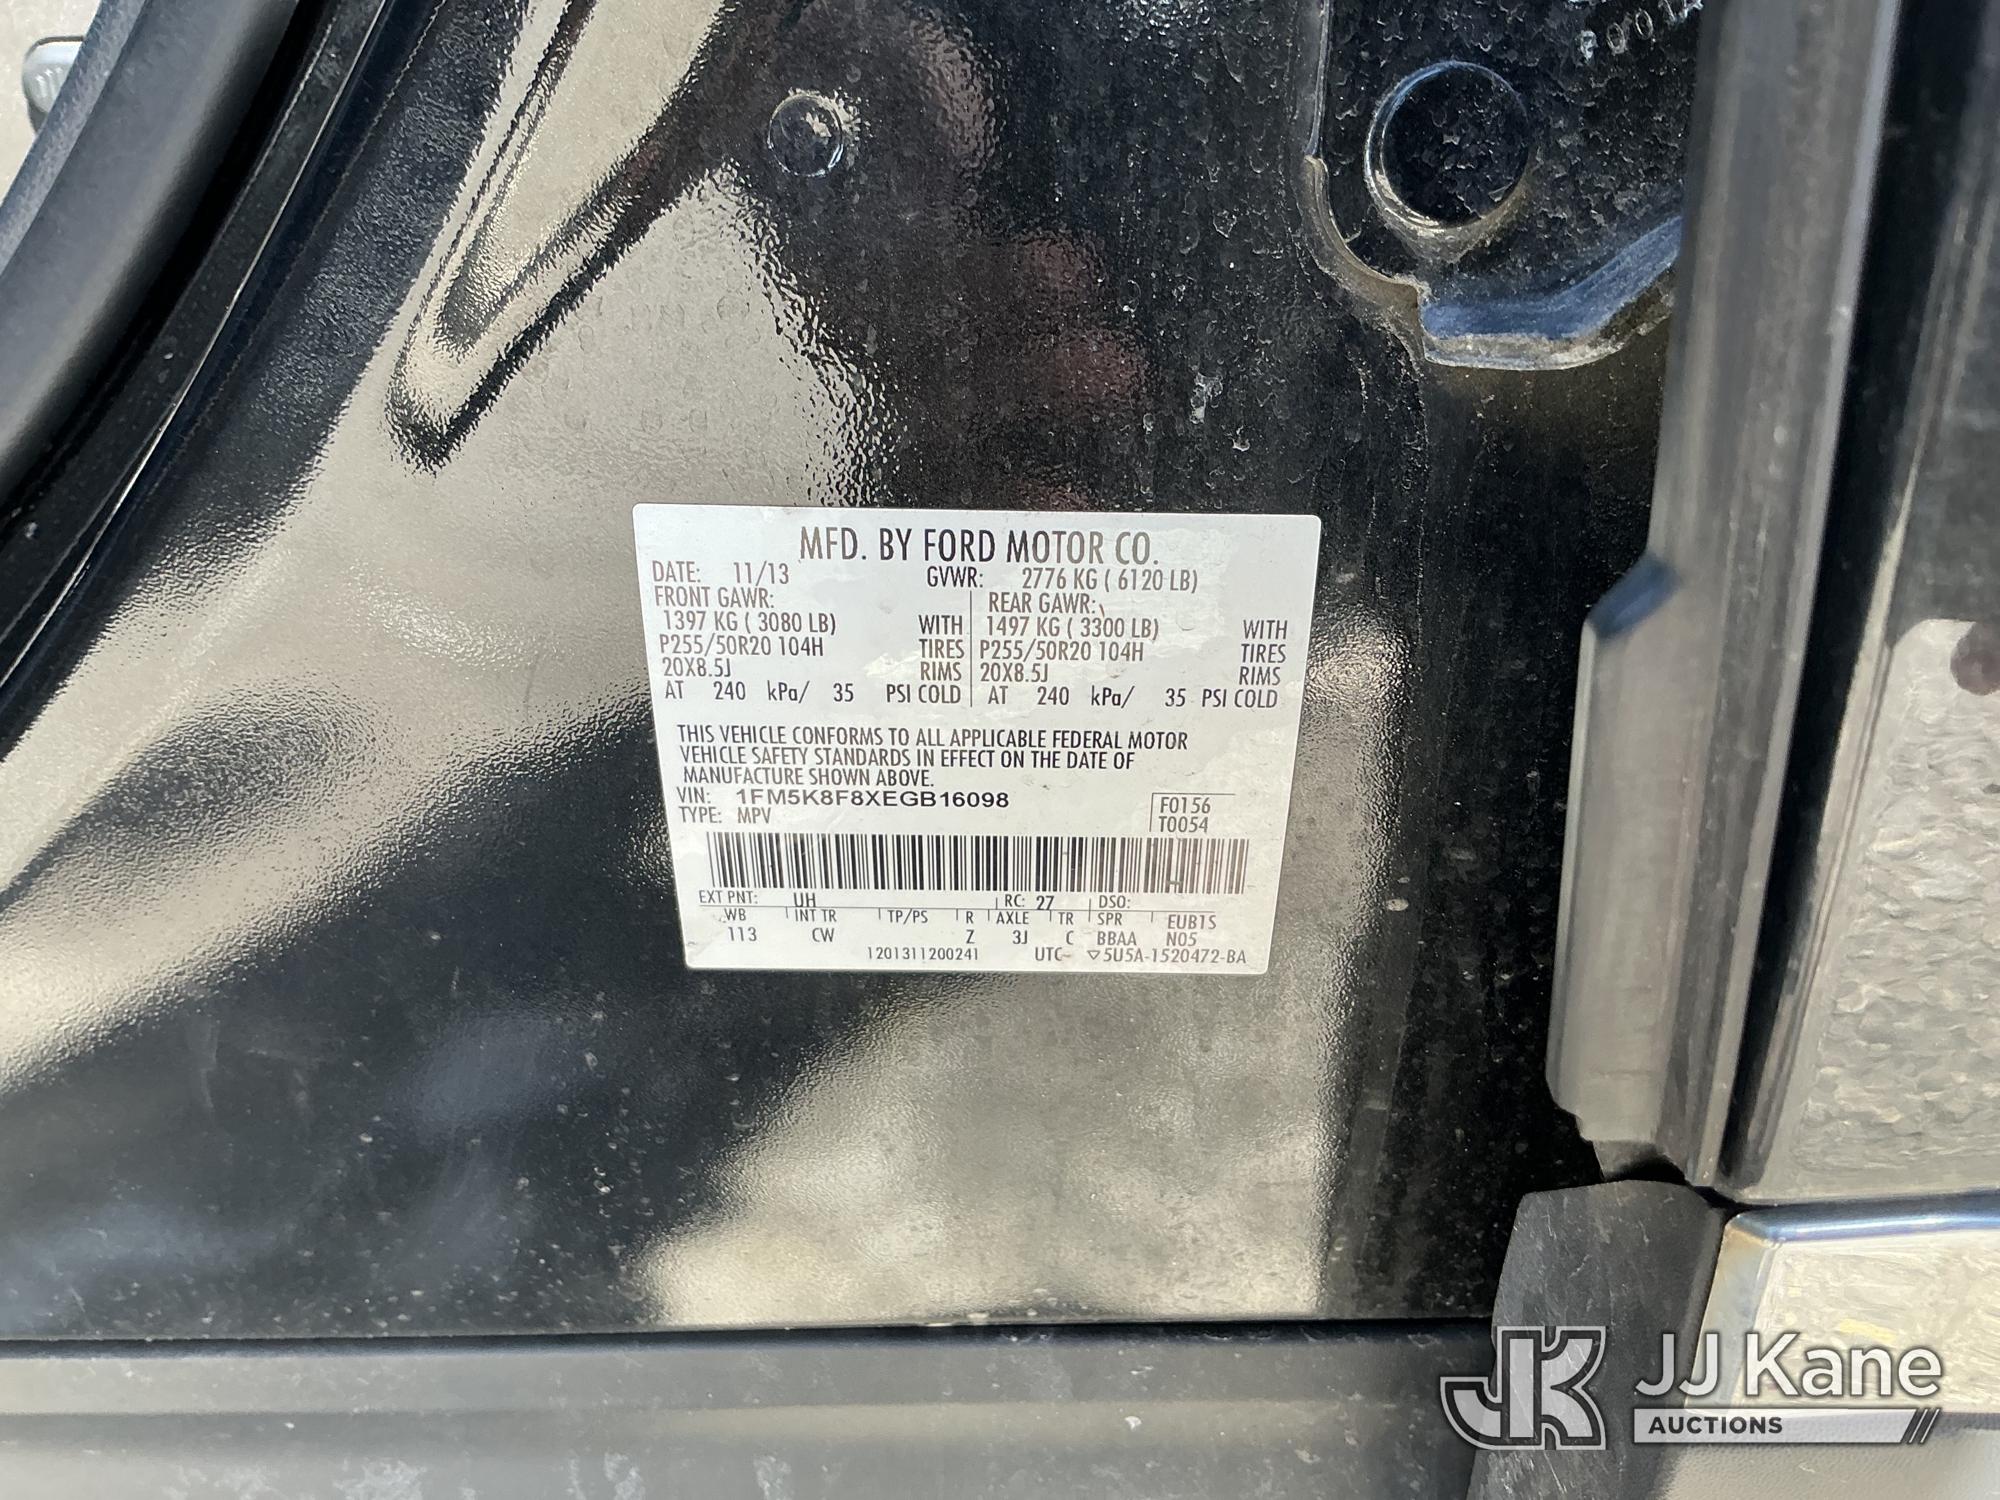 MFD. BY FORD MOTOR CO.
DATE: 11/13 GVWR: 2776 KG ( 6120 LB)
FRONT GAWR: REAR GAWR:
1397 KG ( 3080 LB) WITH 1497 KG ( 3300 LB) WITH
P255/50R20 104H TIRES P255/50R20 104H TIRES
20X8.5J RIMS 20X8.5J RIMS
AT 240 kPa/ 35 PSI COLD AT 240 kPa/ 35 PSI COLD
THIS VEHICLE CONFORMS TO ALL APPLICABLE FEDERAL MOTOR
VEHICLE SAFETY STANDARDS IN EFFECT ON THE DATE OF
MANUFACTURE SHOWN ABOVE.
VIN: 1FM5K8F8XEGB16098 F0156
TYPE: MPV T0054
EXT PNT: UH RC: 27 DSO:
WB INT TR TP/PS R AXLE TR SPR EUB1S
113 CW Z 3J C BBAA N05
1201311200241 UTC ▽5U5A-1520472-BA
JK JJ Kane
AUCTIONS